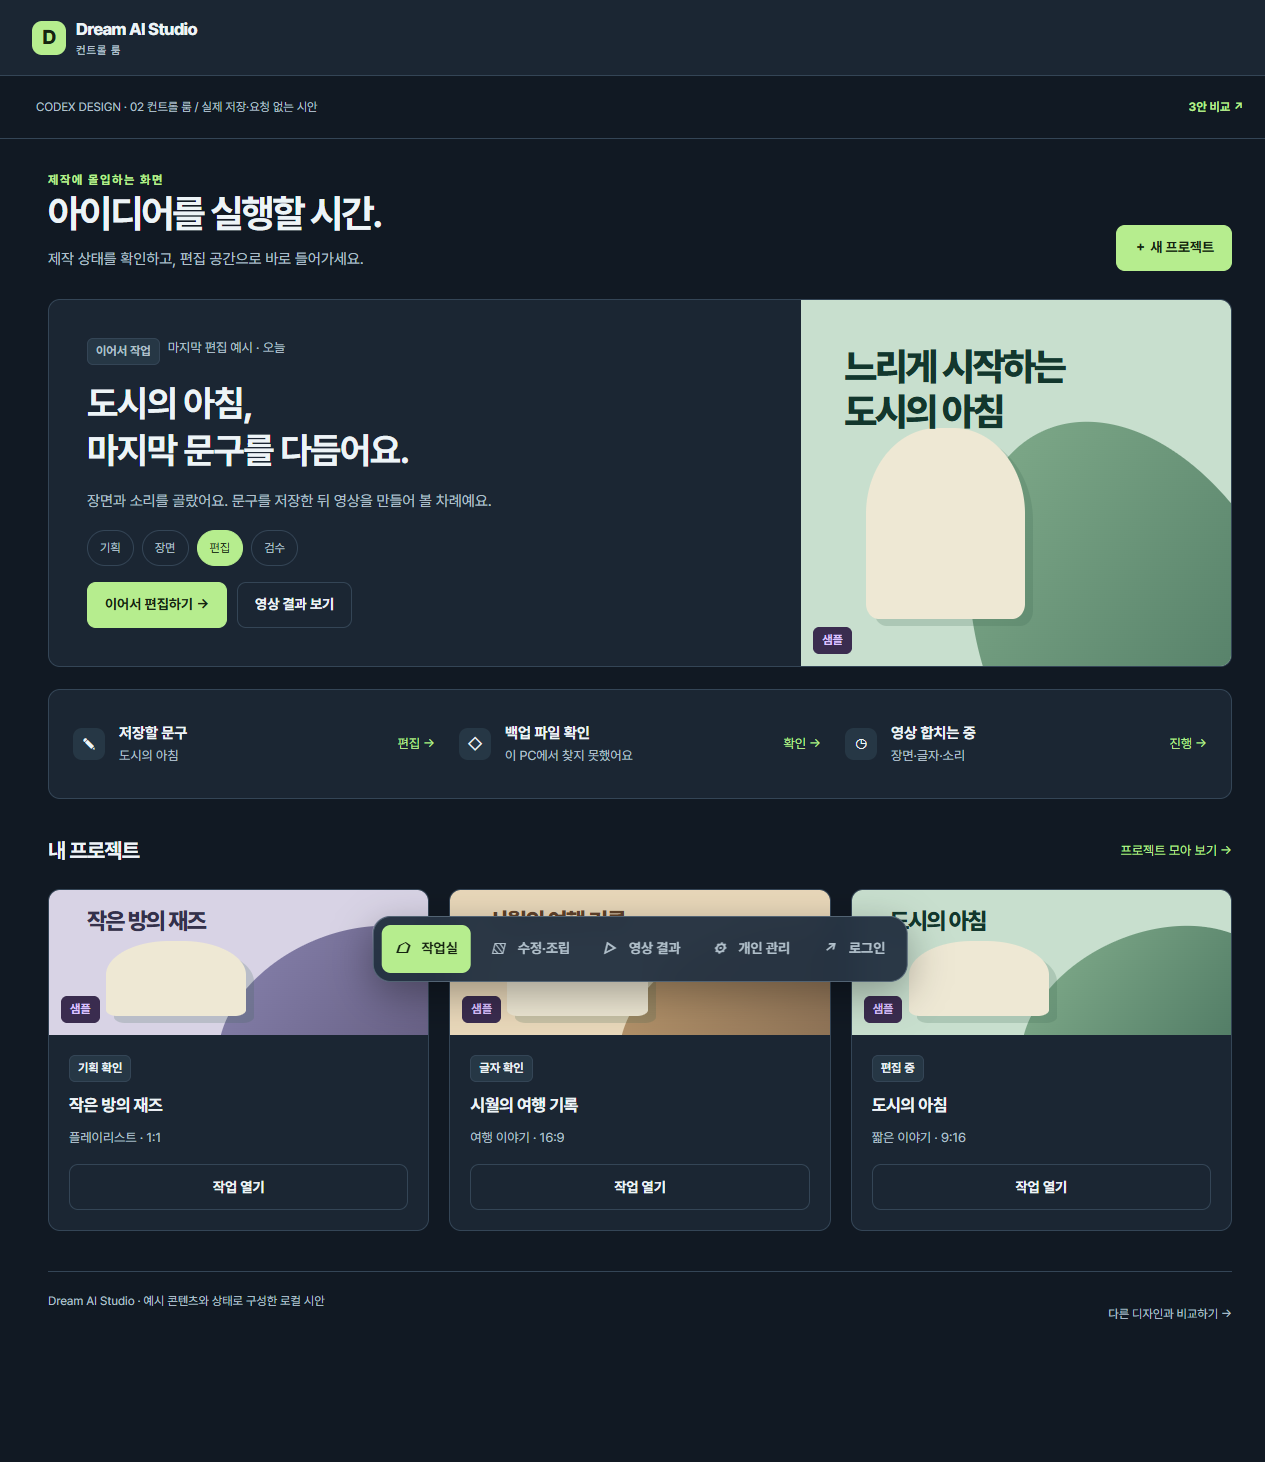 D
Dream AI Studio
컨트롤 룸
CODEX DESIGN · 02 컨트롤 룸 / 실제 저장·요청 없는 시안
3안 비교 ↗
제작에 몰입하는 화면
아이디어를 실행할 시간.
제작 상태를 확인하고, 편집 공간으로 바로 들어가세요.
+ 새 프로젝트
이어서 작업
마지막 편집 예시 · 오늘
도시의 아침,
마지막 문구를 다듬어요.
장면과 소리를 골랐어요. 문구를 저장한 뒤 영상을 만들어 볼 차례예요.
기획
장면
편집
검수
이어서 편집하기 →
영상 결과 보기
느리게 시작하는
도시의 아침
샘플
저장할 문구
도시의 아침
편집 →
백업 파일 확인
이 PC에서 찾지 못했어요
확인 →
영상 합치는 중
장면·글자·소리
진행 →
내 프로젝트
프로젝트 모아 보기 →
작은 방의 재즈
시월의 여행 기록
도시의 아침
작업실
수정·조립
영상 결과
개인 관리
로그인
샘플
샘플
샘플
기획 확인
작은 방의 재즈
플레이리스트 · 1:1
작업 열기
글자 확인
시월의 여행 기록
여행 이야기 · 16:9
작업 열기
편집 중
도시의 아침
짧은 이야기 · 9:16
작업 열기
Dream AI Studio · 예시 콘텐츠와 상태로 구성한 로컬 시안
다른 디자인과 비교하기 →